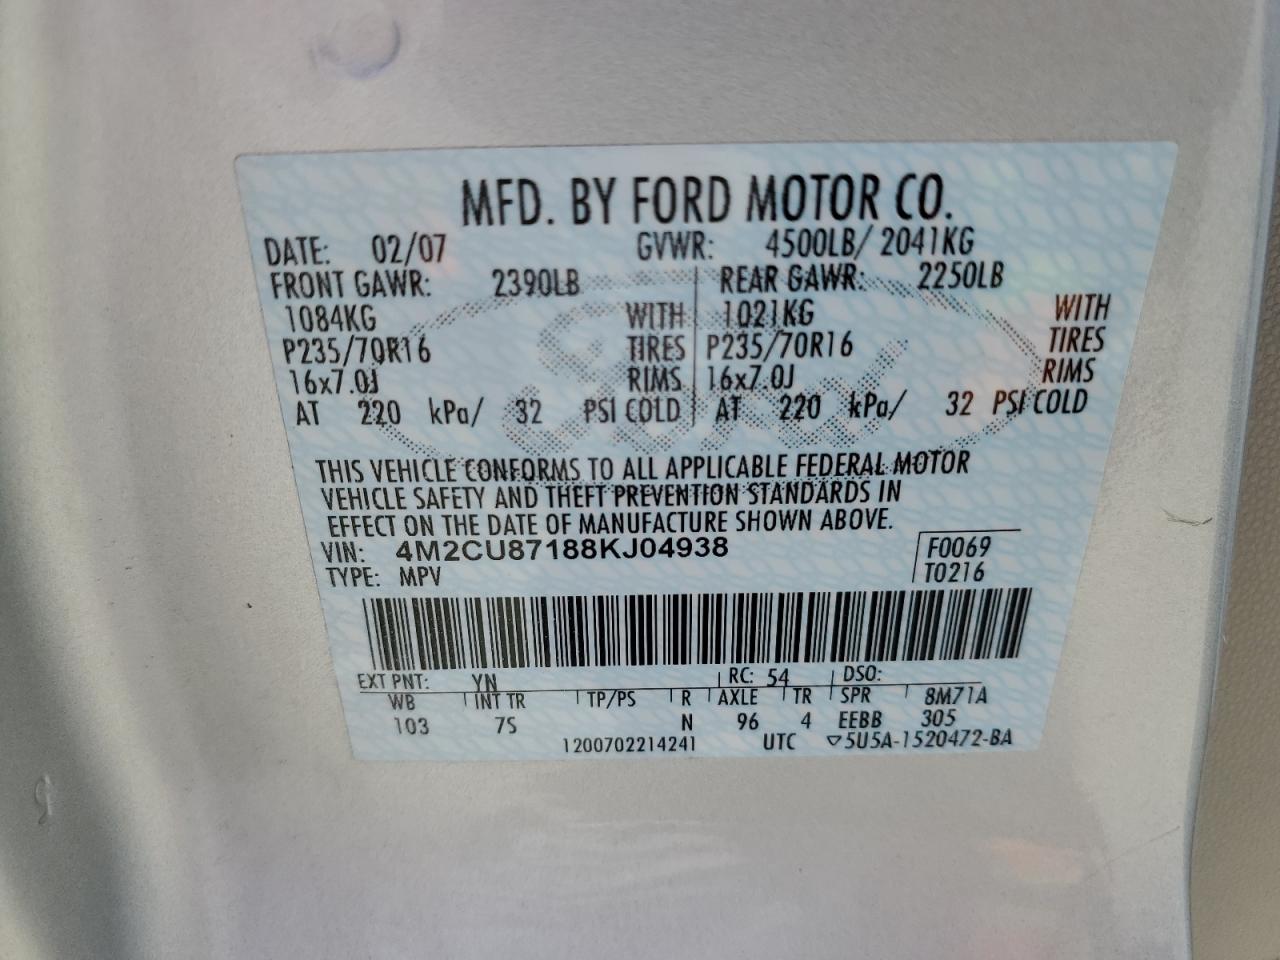 MFD. BY FORD MOTOR CO.
DATE: 02/07 GVWR: 4500LB/ 2041KG
FRONT GAWR: 2390LB REAR GAWR: 2250LB
1084KG WITH 1021KG WITH
P235/70R16 TIRES P235/70R16 TIRES
16x7.0J RIMS 16x7.0J RIMS
AT 220 kPa/ 32 PSI COLD AT 220 kPa/ 32 PSI COLD
Ford
THIS VEHICLE CONFORMS TO ALL APPLICABLE FEDERAL MOTOR
VEHICLE SAFETY AND THEFT PREVENTION STANDARDS IN
EFFECT ON THE DATE OF MANUFACTURE SHOWN ABOVE.
VIN: 4M2CU87188KJ04938 F0069
TYPE: MPV T0216
EXT PNT: YN RC: 54 DSO:
WB INT TR TP/PS R AXLE TR SPR 8M71A
103 7S N 96 4 EEBB 305
1200702214241 UTC ▽5U5A-1520472-BA